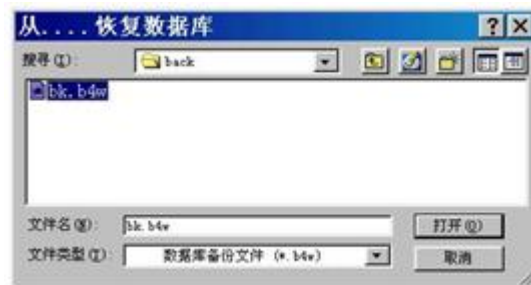 从.... 恢复数据库
搜寻(I): back
bk.b4w
文件名(N): bk.b4w 打开(O)
文件类型(T): 数据库备份文件 (*.b4w) 取消